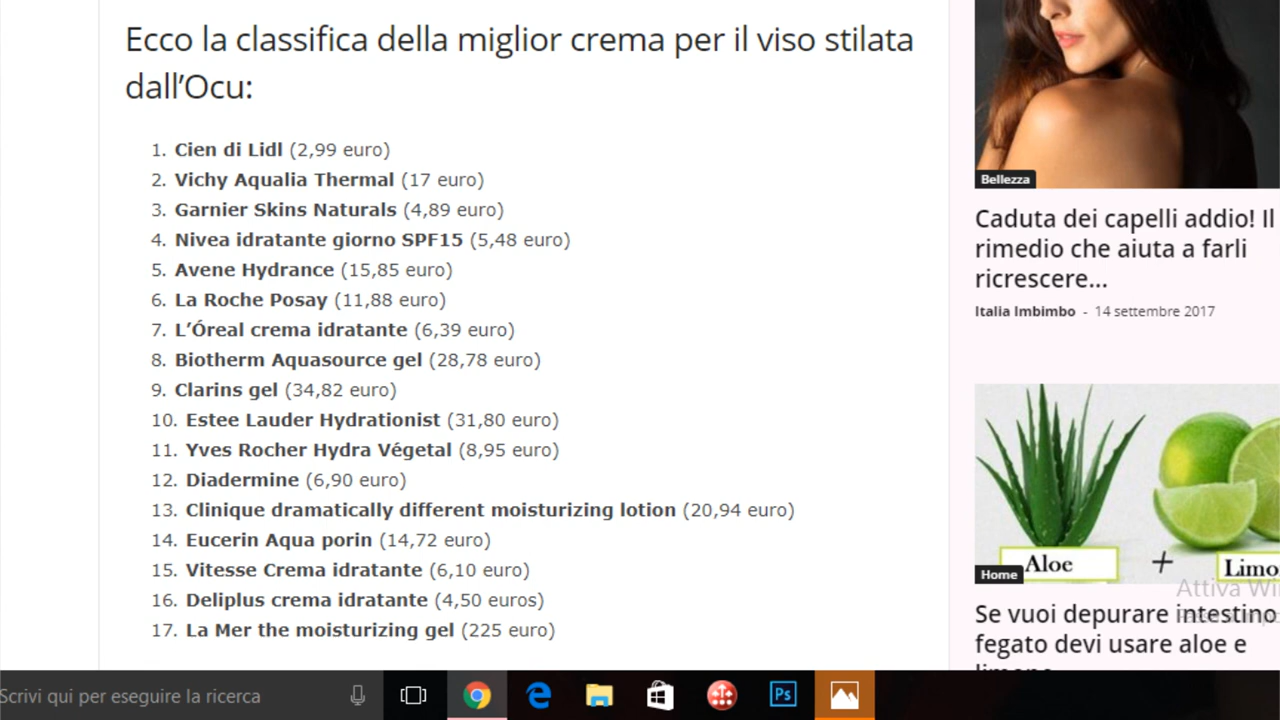 Ecco la classifica della miglior crema per il viso stilata
dall’Ocu:
1. Cien di Lidl (2,99 euro)
2. Vichy Aqualia Thermal (17 euro)
3. Garnier Skins Naturals (4,89 euro)
4. Nivea idratante giorno SPF15 (5,48 euro)
5. Avene Hydrance (15,85 euro)
6. La Roche Posay (11,88 euro)
7. L’Óreal crema idratante (6,39 euro)
8. Biotherm Aquasource gel (28,78 euro)
9. Clarins gel (34,82 euro)
10. Estee Lauder Hydrationist (31,80 euro)
11. Yves Rocher Hydra Végetal (8,95 euro)
12. Diadermine (6,90 euro)
13. Clinique dramatically different moisturizing lotion (20,94 euro)
14. Eucerin Aqua porin (14,72 euro)
15. Vitesse Crema idratante (6,10 euro)
16. Deliplus crema idratante (4,50 euros)
17. La Mer the moisturizing gel (225 euro)
Bellezza
Caduta dei capelli addio! Il
rimedio che aiuta a farli
ricrescere...
Italia Imbimbo - 14 settembre 2017
Aloe + Limo
Home
Attiva Wi
Se vuoi depurare intestino
fegato devi usare aloe e
limone
Scrivi qui per eseguire la ricerca
Ps